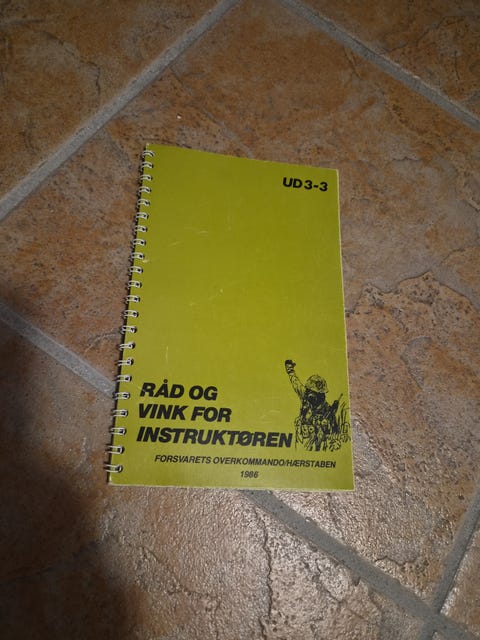 UD 3-3
RÅD OG
VINK FOR
INSTRUKTØREN
FORSVARETS OVERKOMMANDO/HÆRSTABEN
1986